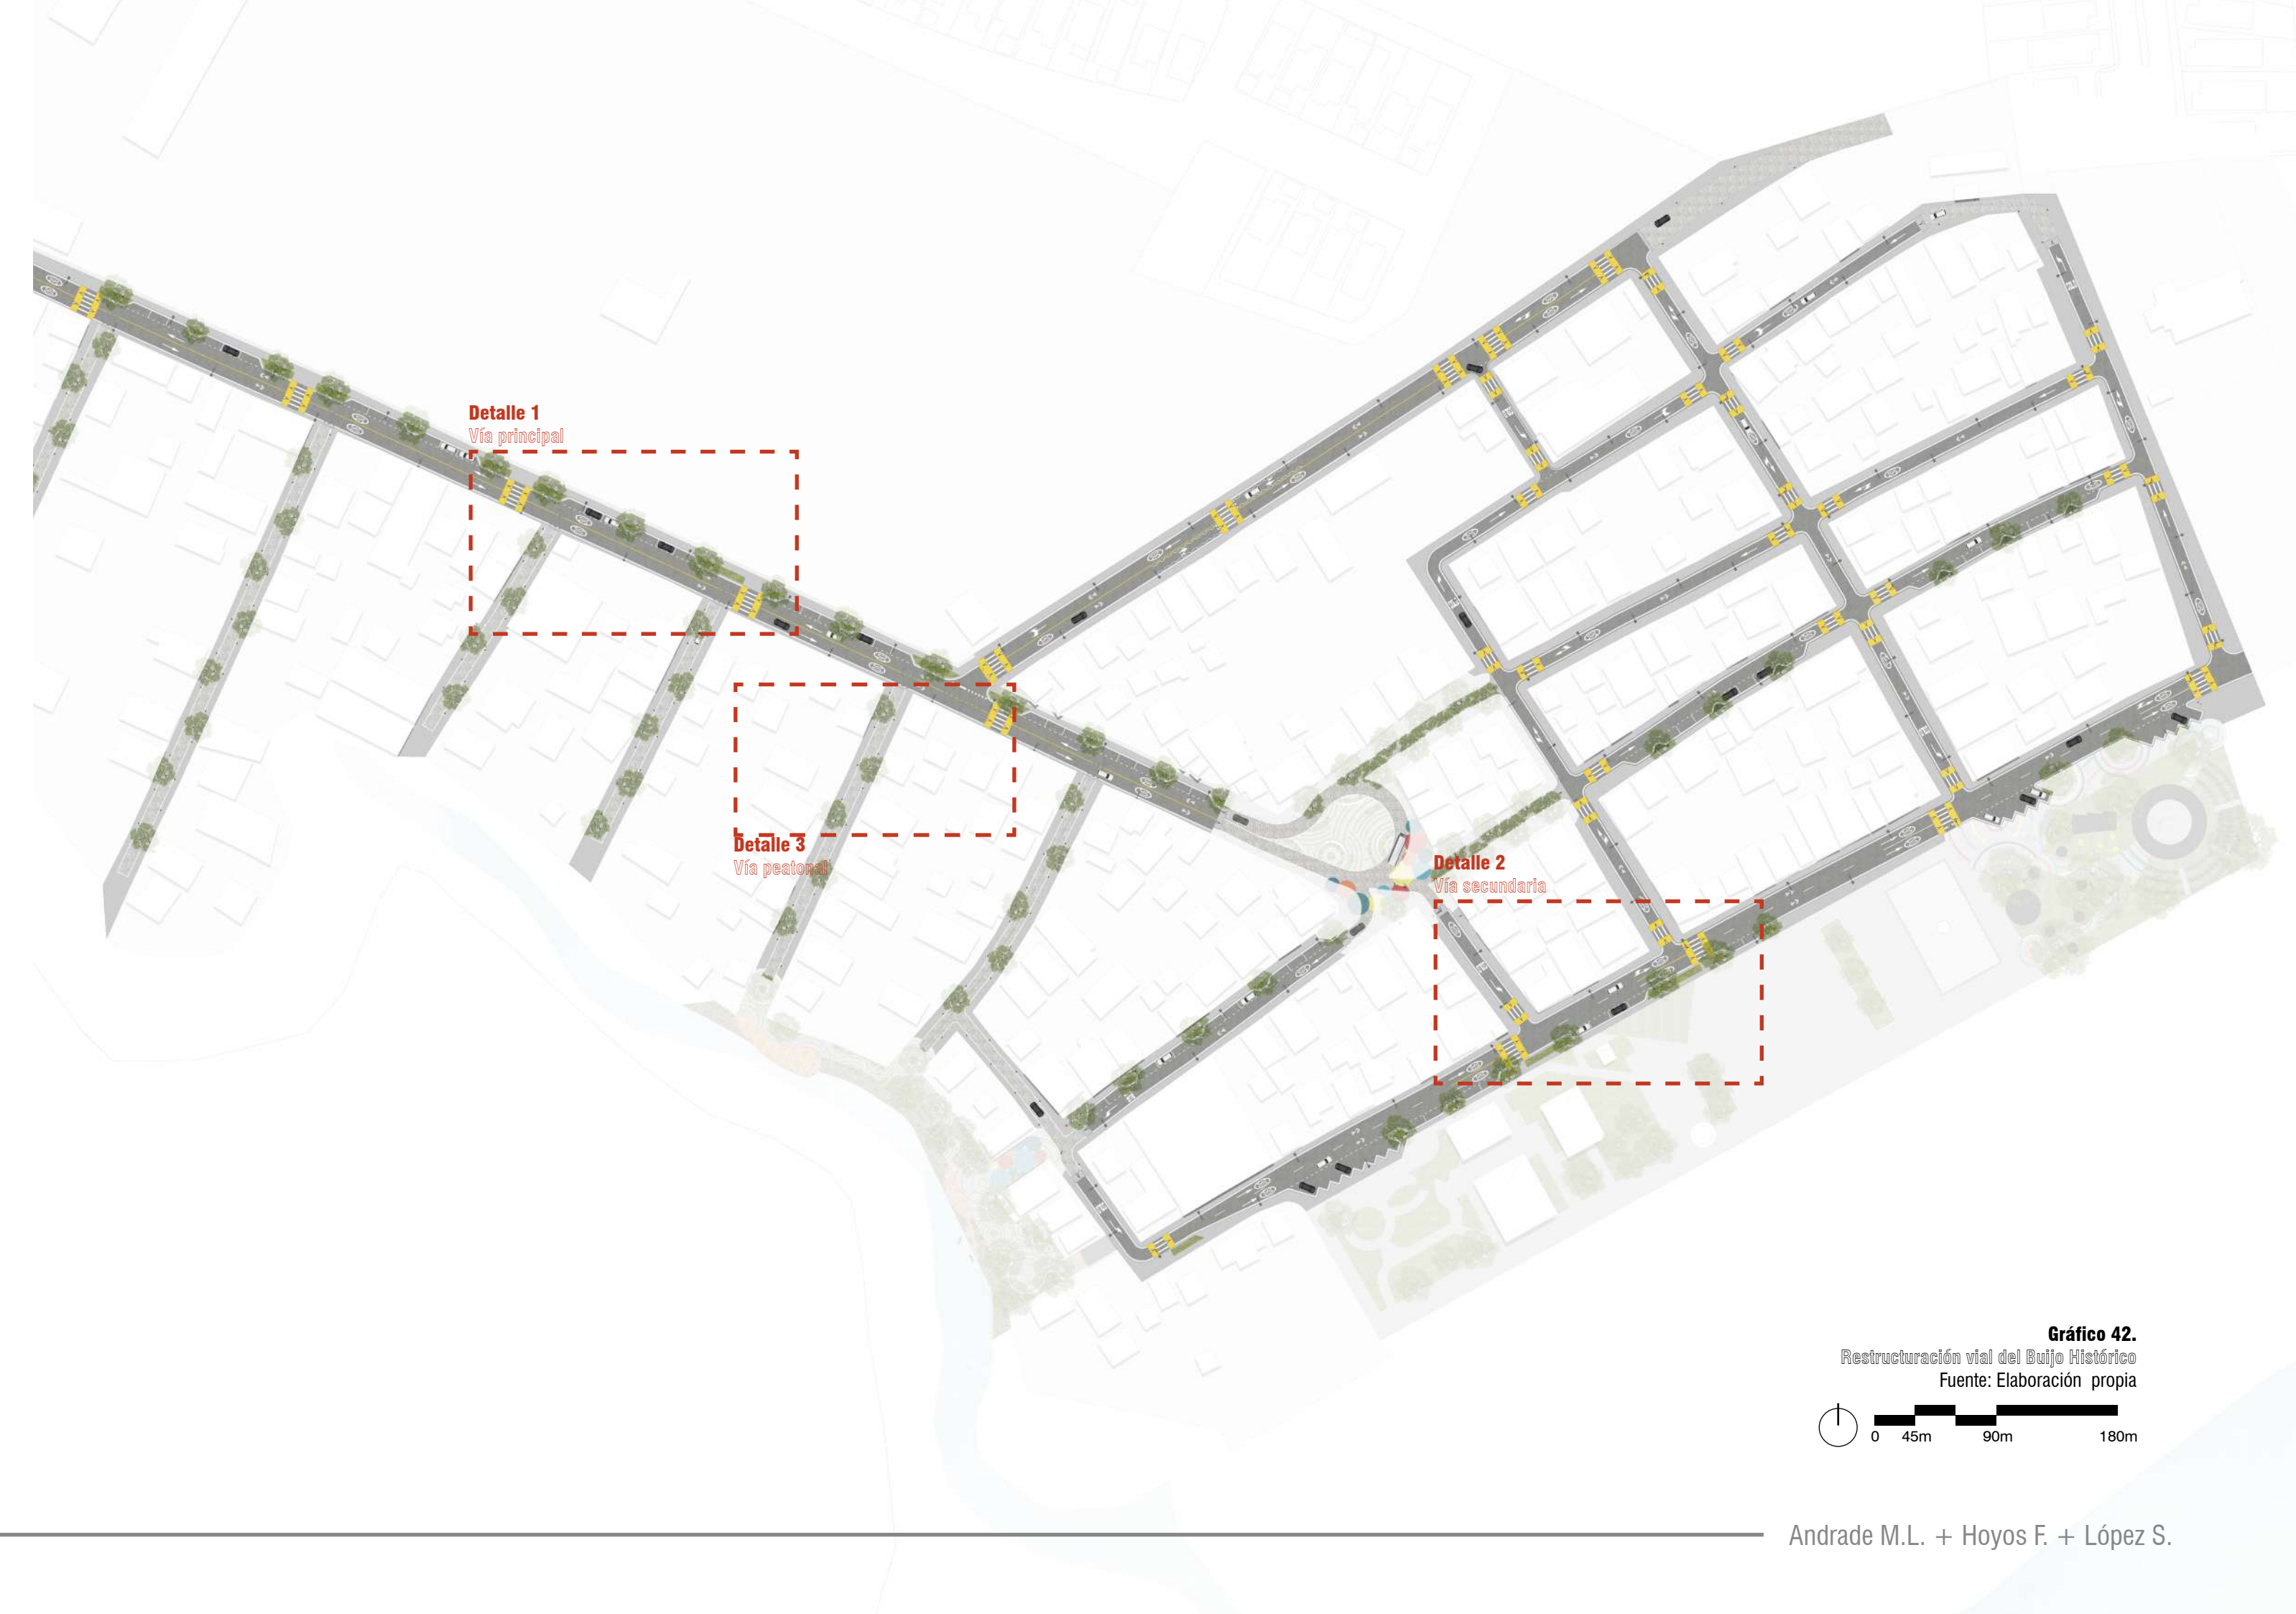 Detalle 1
Vía principal
Detalle 3
Vía peatonal
Detalle 2
Vía secundaria
Gráfico 42.
Restructuración vial del Buijo Histórico
Fuente: Elaboración propia
0 45m 90m 180m
Andrade M.L. + Hoyos F. + López S.